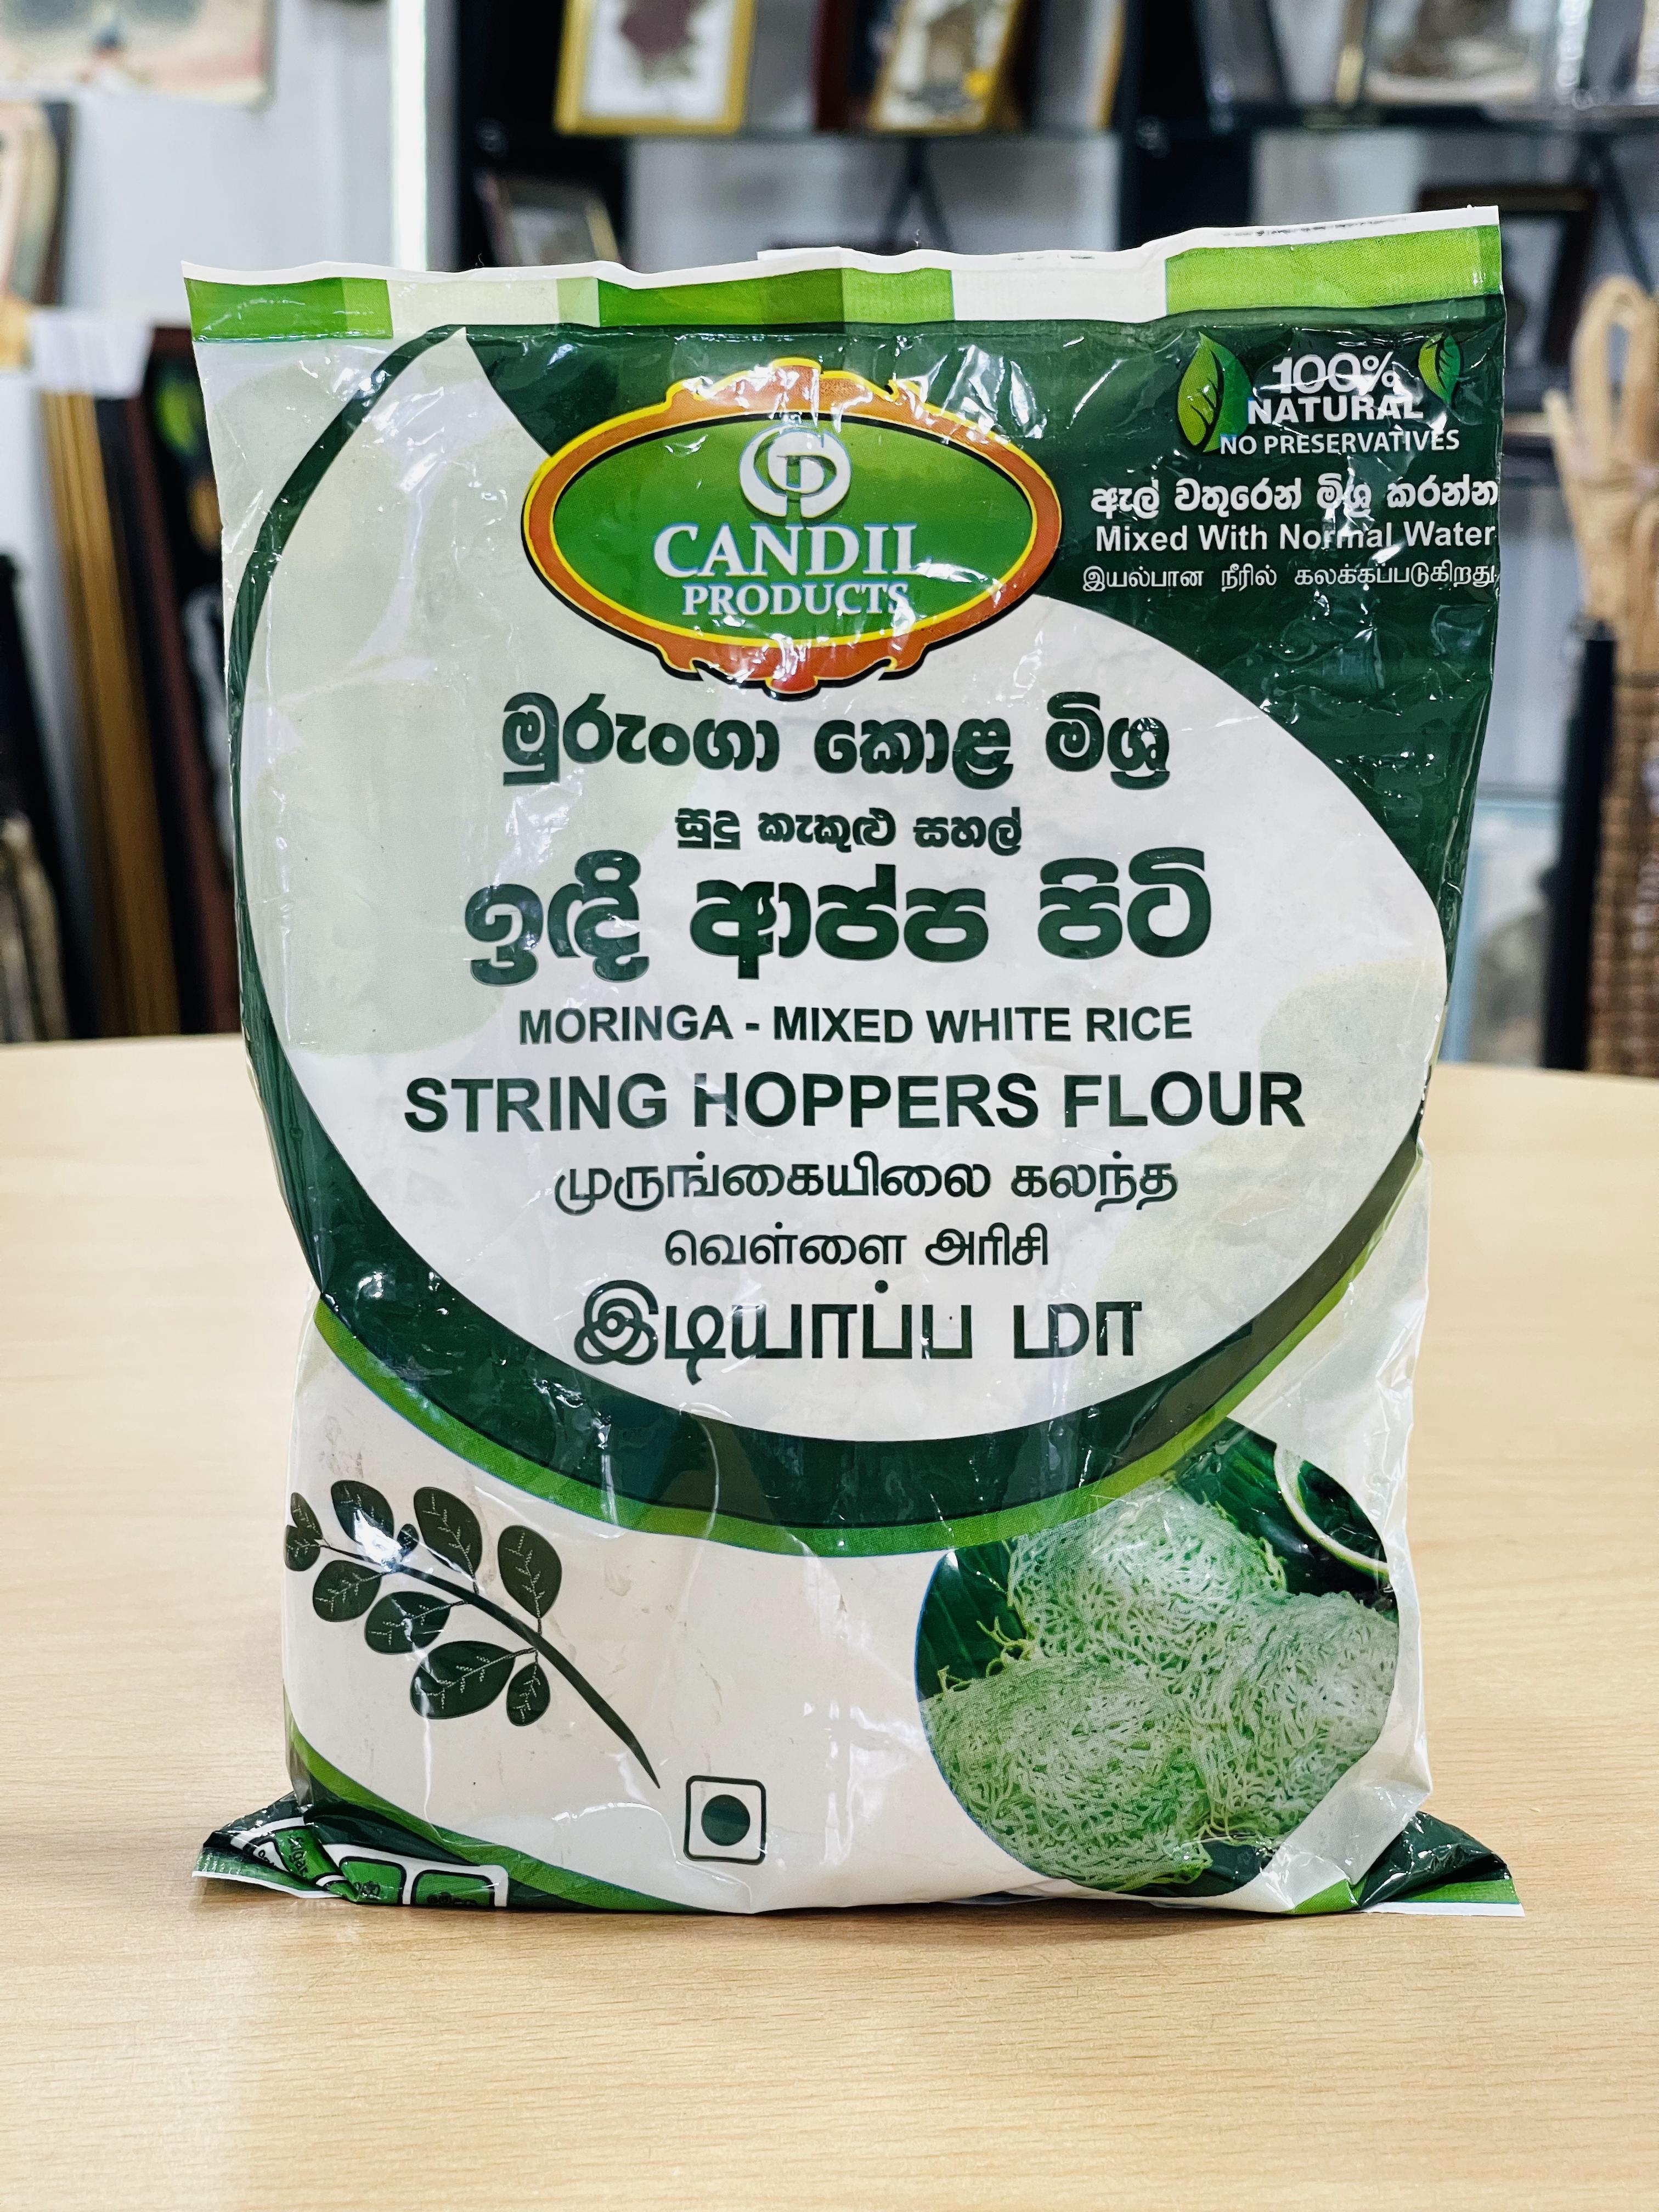 100%
NATURAL
NO PRESERVATIVES
ඇල් වතුරෙන් මිශ්‍ර කරන්න
Mixed With Normal Water
இயல்பான நீரில் கலக்கப்படுகிறது
CANDIL
PRODUCTS
මුරුංගා කොළ මිශ්‍ර
සුදු කැකුළු සහල්
ඉඳි ආප්ප පිටි
MORINGA - MIXED WHITE RICE
STRING HOPPERS FLOUR
முருங்கையிலை கலந்த
வெள்ளை அரிசி
இடியாப்ப மா